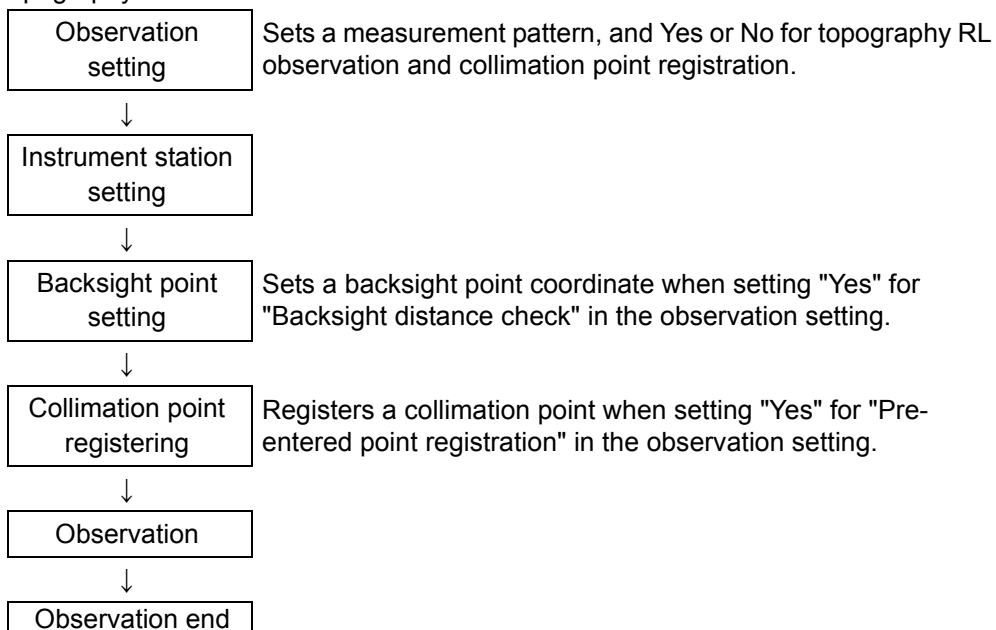 Observation
setting
Sets a measurement pattern, and Yes or No for topography RL
observation and collimation point registration.
↓
Instrument station
setting
↓
Backsight point
setting
Sets a backsight point coordinate when setting "Yes" for
"Backsight distance check" in the observation setting.
↓
Collimation point
registering
Registers a collimation point when setting "Yes" for "Pre-
entered point registration" in the observation setting.
↓
Observation
↓
Observation end